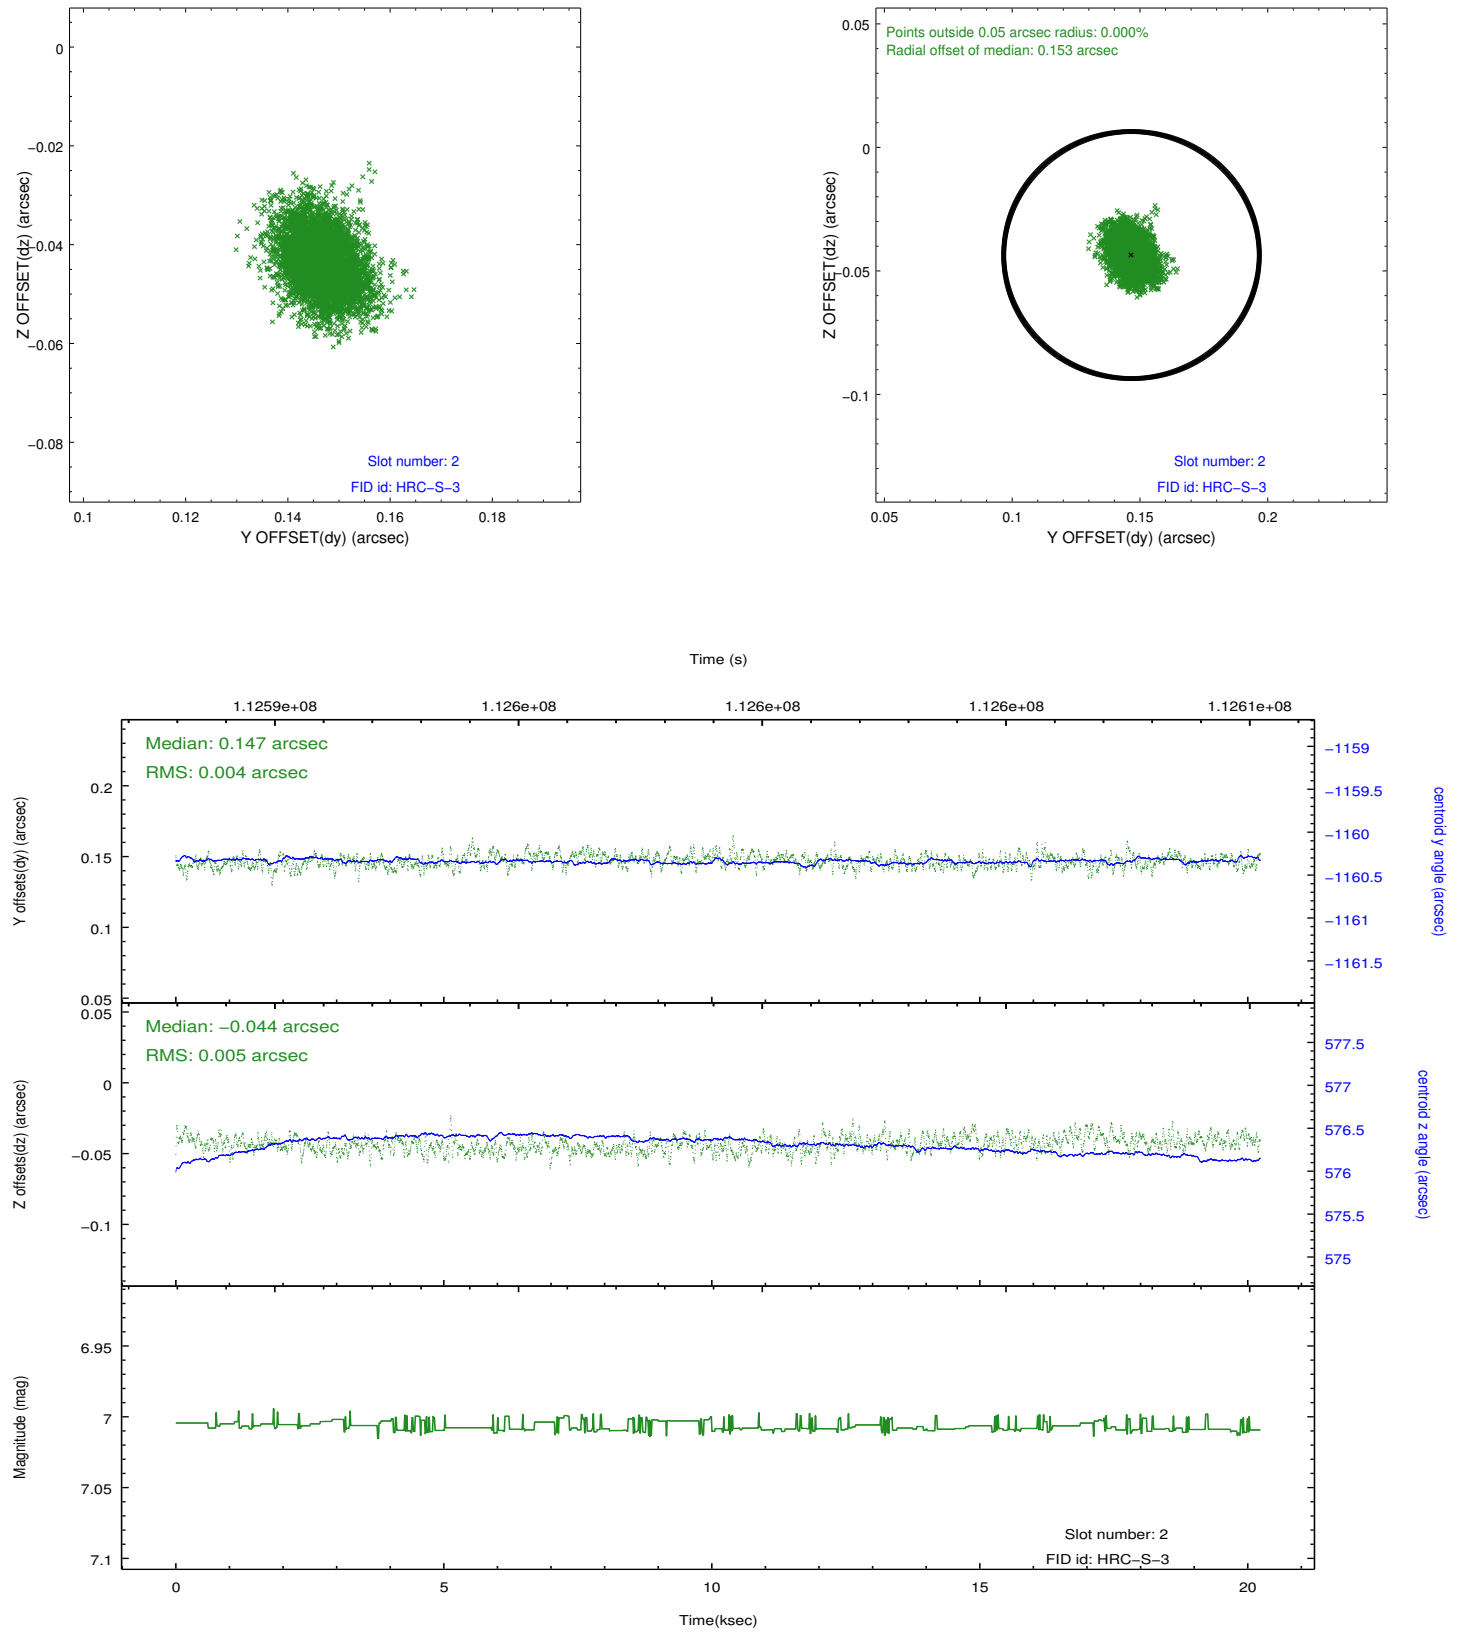 0
−0.02
−0.04
−0.06
−0.08
Z OFFSET(dz) (arcsec)
Slot number: 2
FID id: HRC−S−3
0.1 0.12 0.14 0.16 0.18
Y OFFSET(dy) (arcsec)
Points outside 0.05 arcsec radius: 0.000%
Radial offset of median: 0.153 arcsec
0.05
0
−0.05
−0.1
Z OFFSET(dz) (arcsec)
Slot number: 2
FID id: HRC−S−3
0.05 0.1 0.15 0.2
Y OFFSET(dy) (arcsec)
Time (s)
1.1259e+08 1.126e+08 1.126e+08 1.126e+08 1.1261e+08
Median: 0.147 arcsec
RMS: 0.004 arcsec
0.2
0.15
0.1
0.05
Y offsets(dy) (arcsec)
−1159
−1159.5
−1160
−1160.5
−1161
−1161.5
centroid y angle (arcsec)
Median: −0.044 arcsec
RMS: 0.005 arcsec
0.05
0
−0.05
−0.1
Z offsets(dz) (arcsec)
577.5
577
576.5
576
575.5
575
centroid z angle (arcsec)
6.95
7
7.05
7.1
Magnitude (mag)
Slot number: 2
FID id: HRC−S−3
0 5 10 15 20
Time(ksec)